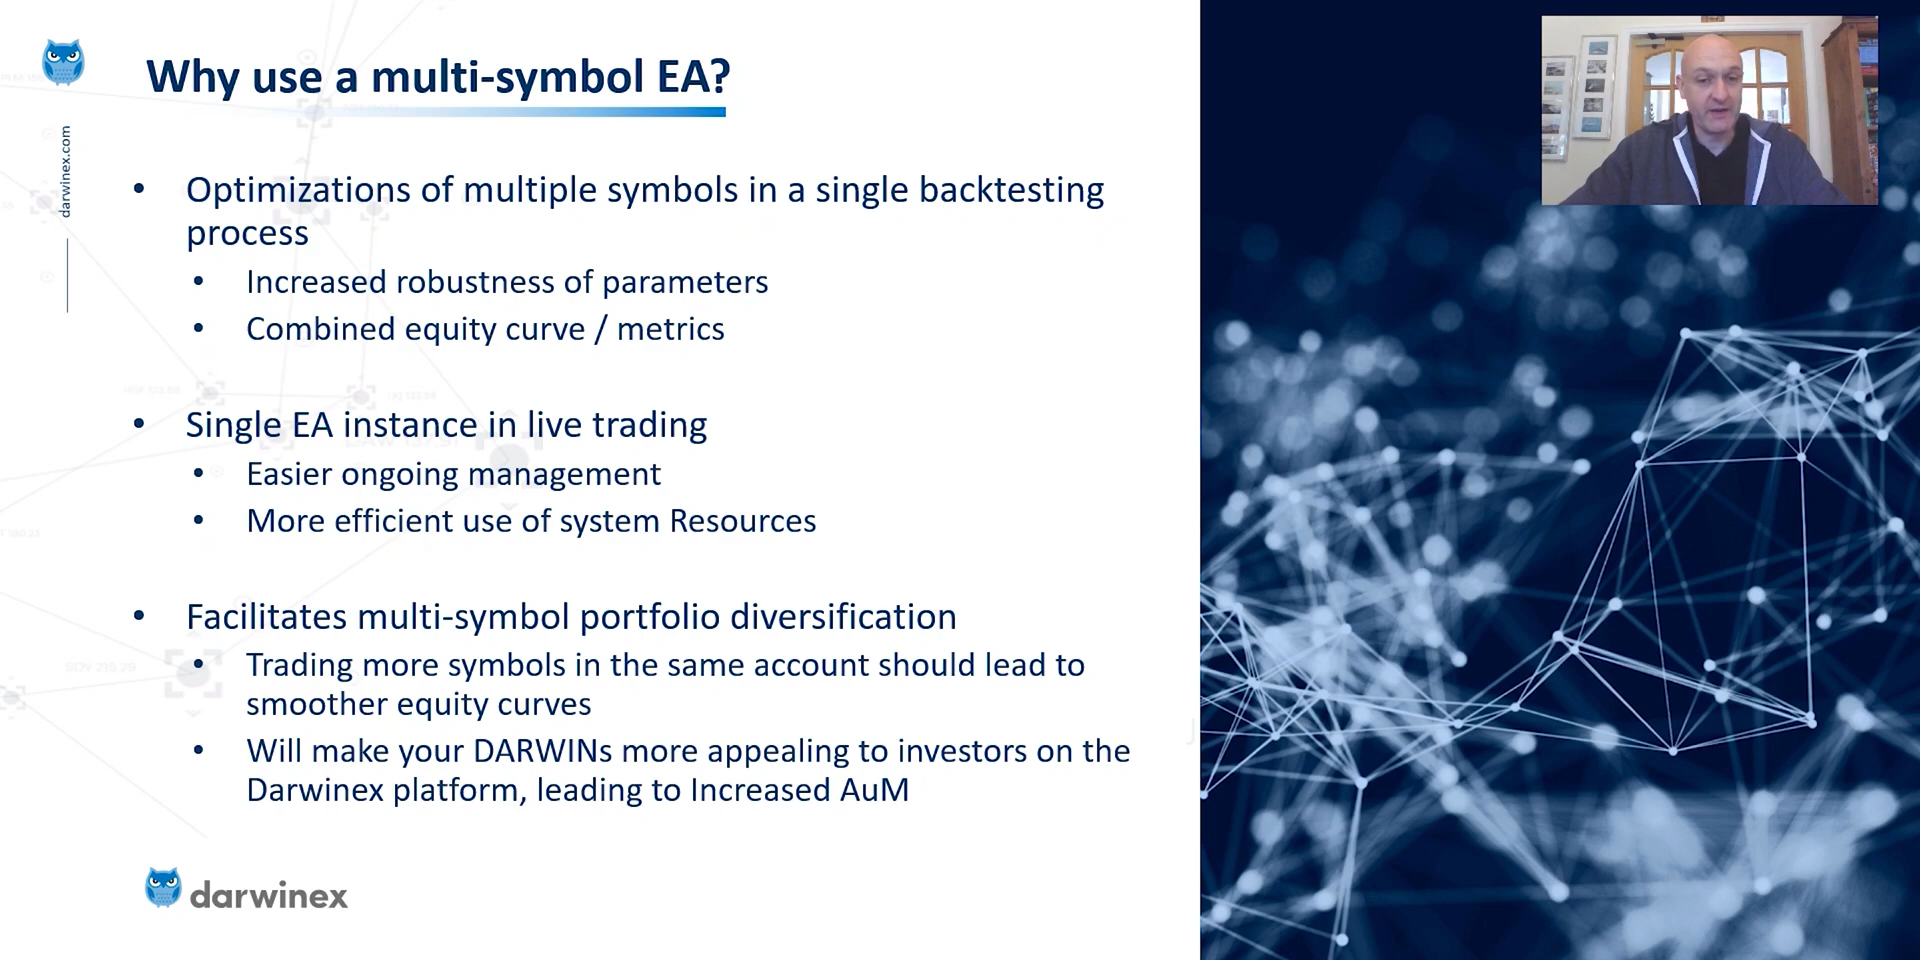 Why use a multi-symbol EA?
darwinex.com
• Optimizations of multiple symbols in a single backtesting
process
• Increased robustness of parameters
• Combined equity curve / metrics
• Single EA instance in live trading
• Easier ongoing management
• More efficient use of system Resources
• Facilitates multi-symbol portfolio diversification
• Trading more symbols in the same account should lead to
smoother equity curves
• Will make your DARWINs more appealing to investors on the
Darwinex platform, leading to Increased AuM
darwinex